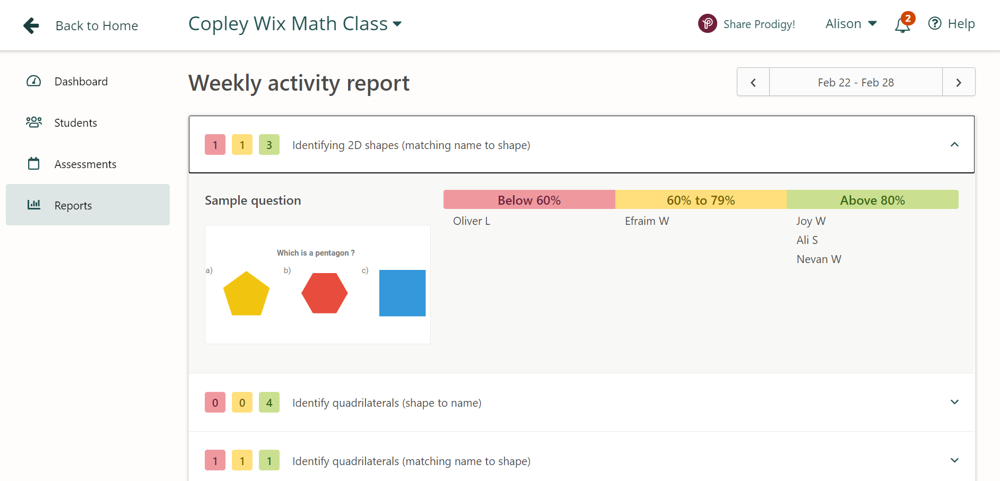 Back to Home
Copley Wix Math Class
Share Prodigy!
Alison
2
Help
Dashboard
Students
Assessments
Reports
Weekly activity report
Feb 22 - Feb 28
1 1 3 Identifying 2D shapes (matching name to shape)
Sample question
Below 60% 60% to 79% Above 80%
Oliver L Efraim W Joy W
Ali S
Nevan W
Which is a pentagon ?
a) b) c)
0 0 4 Identify quadrilaterals (shape to name)
1 1 1 Identify quadrilaterals (matching name to shape)